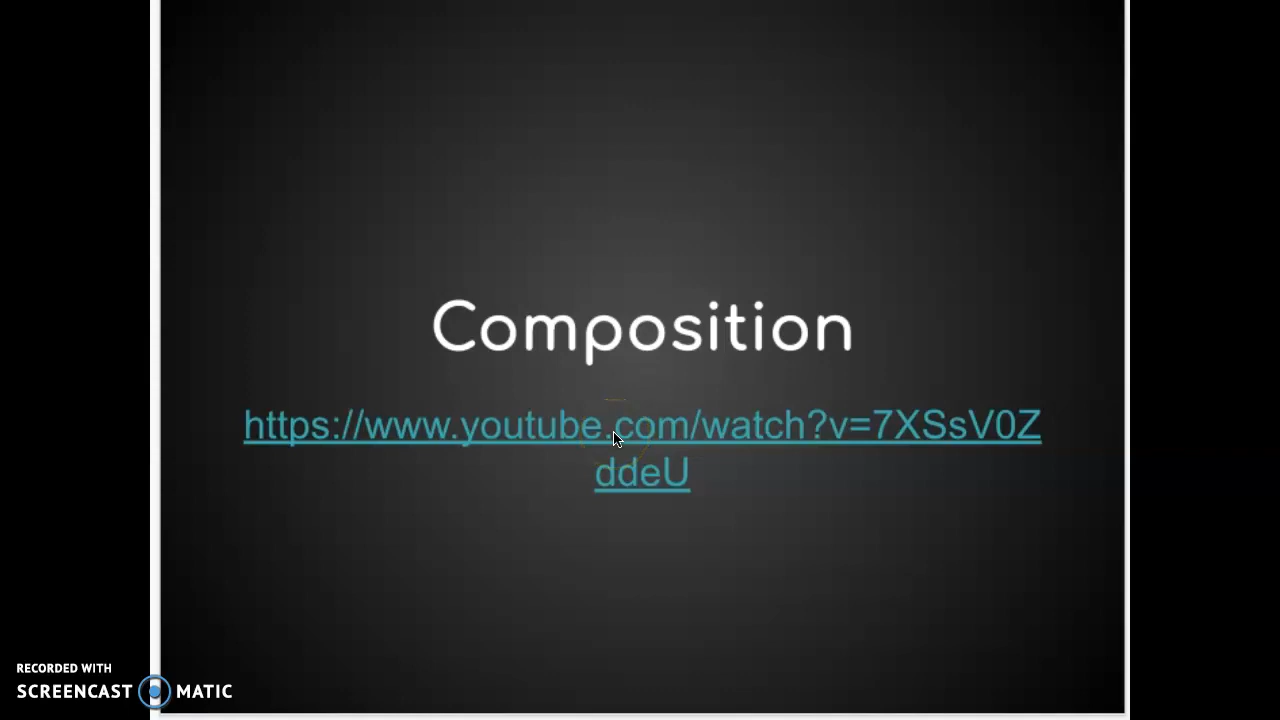 Composition
https://www.youtube.com/watch?v=7XSsV0Z
ddeU
RECORDED WITH
SCREENCAST MATIC